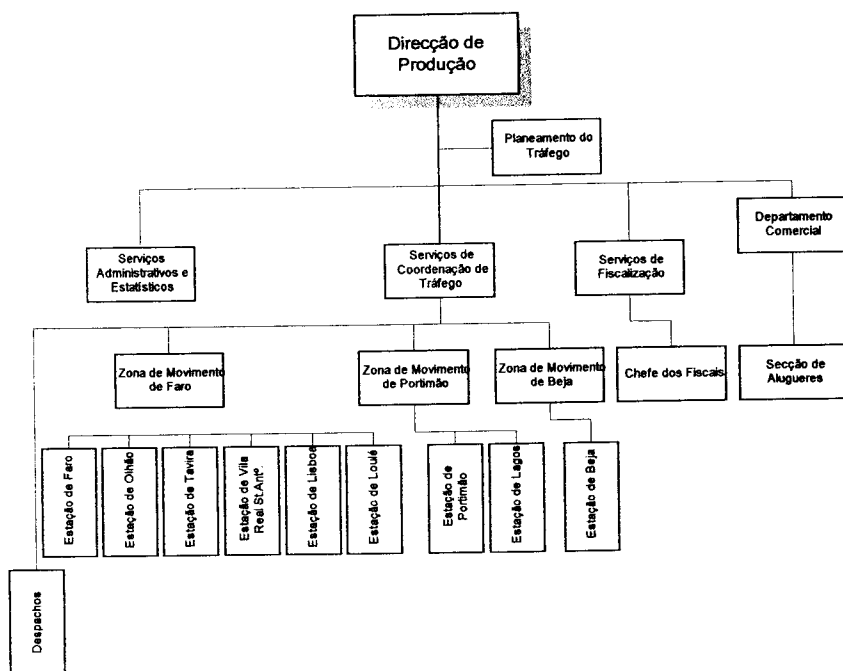 Direcção de
Produção
Planeamento do
Tráfego
Departamento
Comercial
Serviços
Administrativos e
Estatísticos
Serviços de
Coordenação de
Tráfego
Serviços de
Fiscalização
Zona de Movimento
de Faro
Zona de Movimento
de Portimão
Zona de Movimento
de Beja
Chefe dos Fiscais
Secção de
Alugueres
Estação de Faro
Estação de Olhão
Estação de Tavira
Estação de Vila
Real St.Antº.
Estação de Lisboa
Estação de Loulé
Estação de
Portimão
Estação de Lagos
Estação de Beja
Despachos